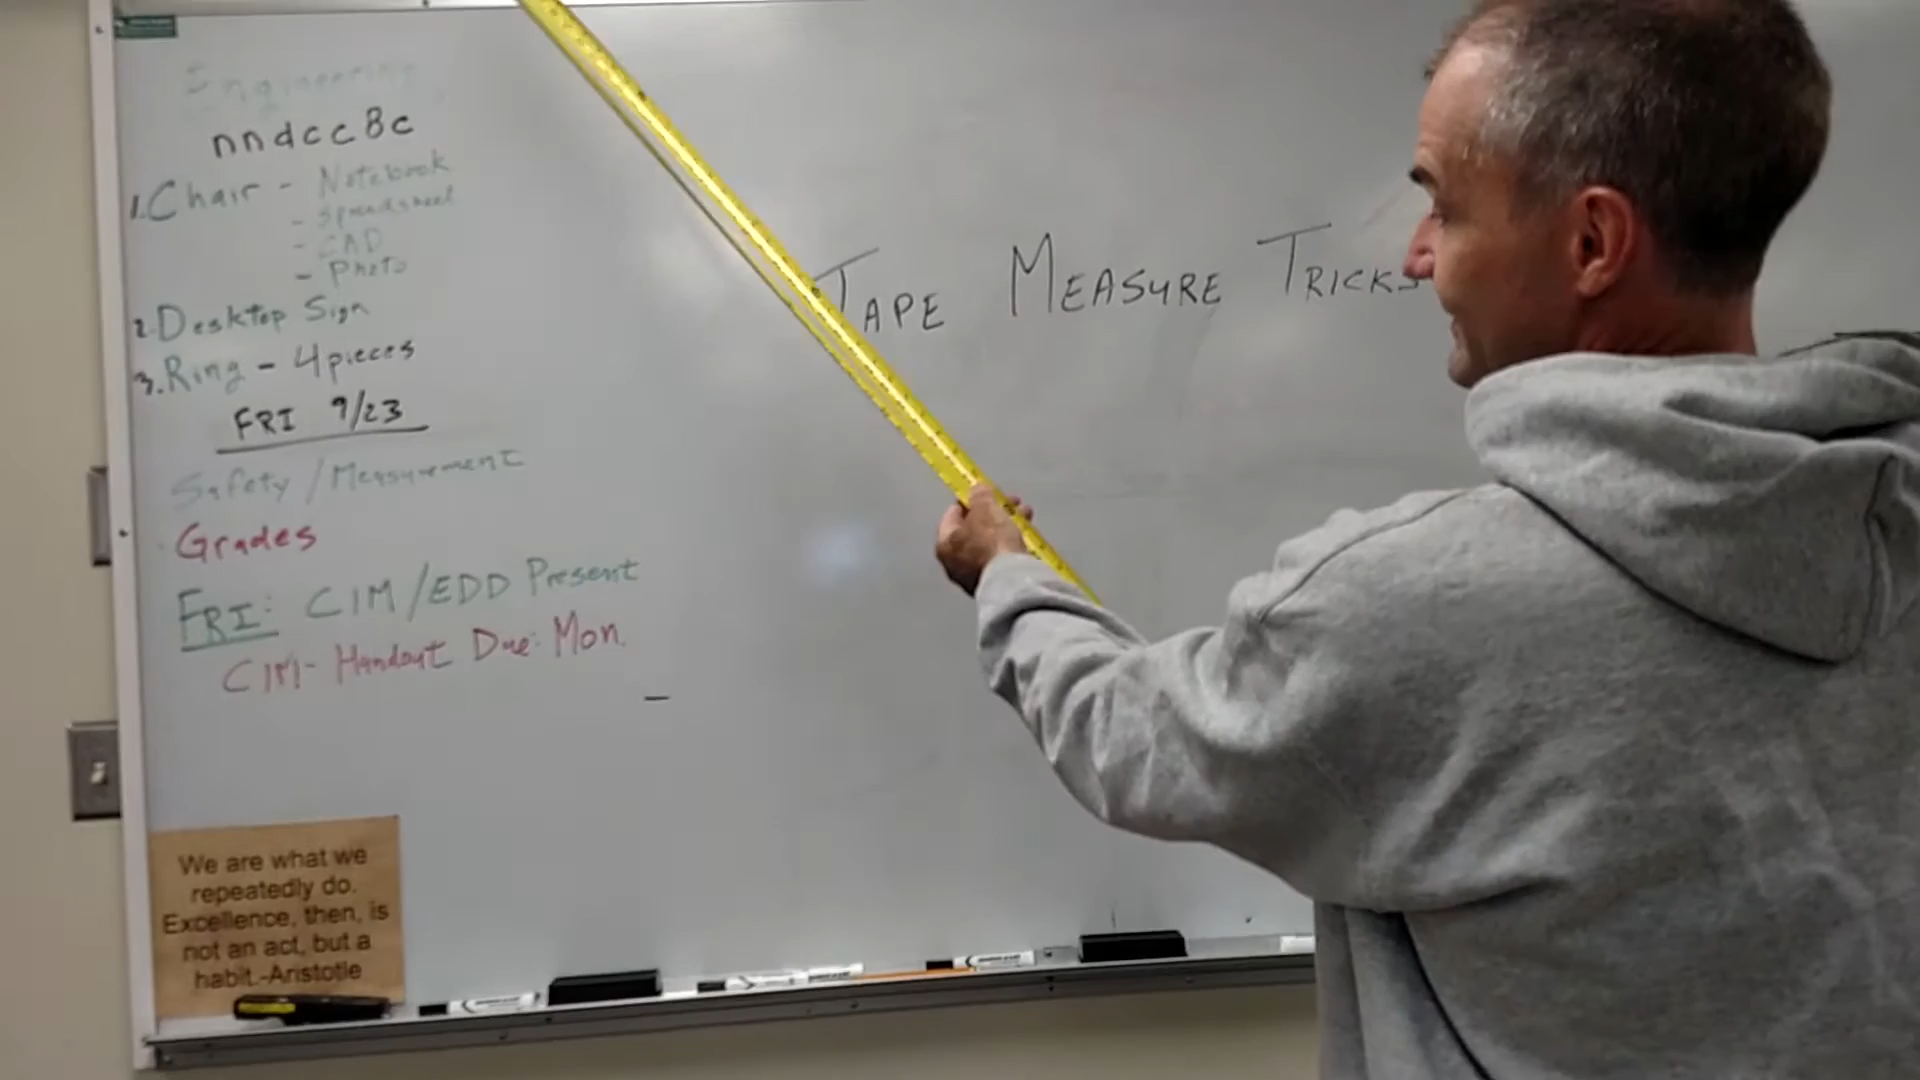 Engineering
nndcc8c
1. Chair - Notebook
- Spreadsheet
- CAD
- Photo
2. Desktop Sign
3. Ring - 4 pieces
FRI 9/23
Safety / Measurement
Grades
FRI: CIM / EDD Present
CIM - Handout Due: Mon.
TAPE MEASURE TRICKS
We are what we
repeatedly do.
Excellence, then, is
not an act, but a
habit.-Aristotle